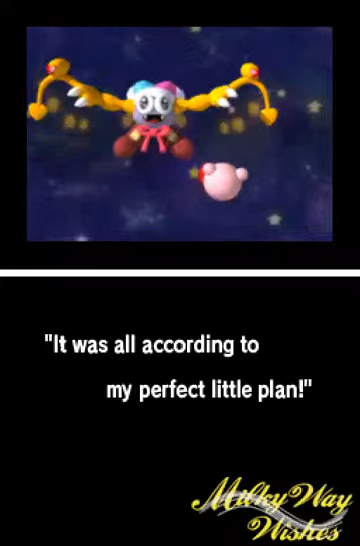 "It was all according to
my perfect little plan!"
Milky Way
Wishes